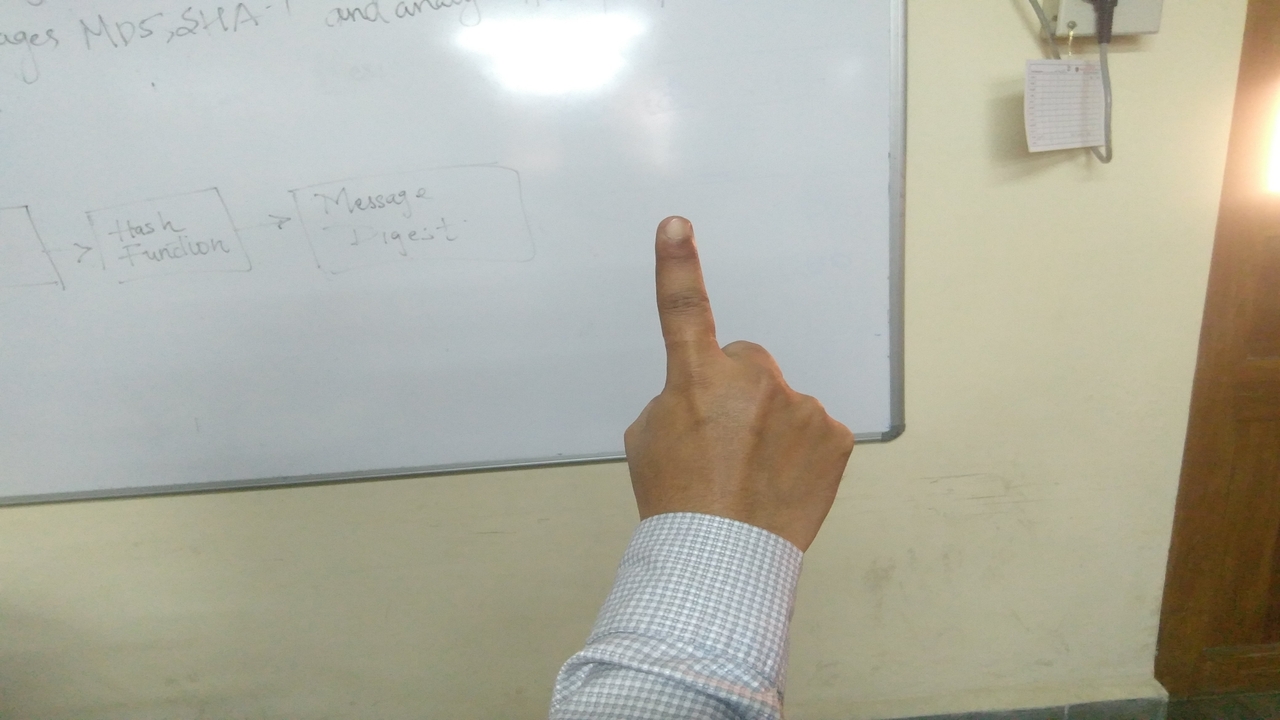 ages MD5, SHA-1 and
Hash
Function
Message
Digest